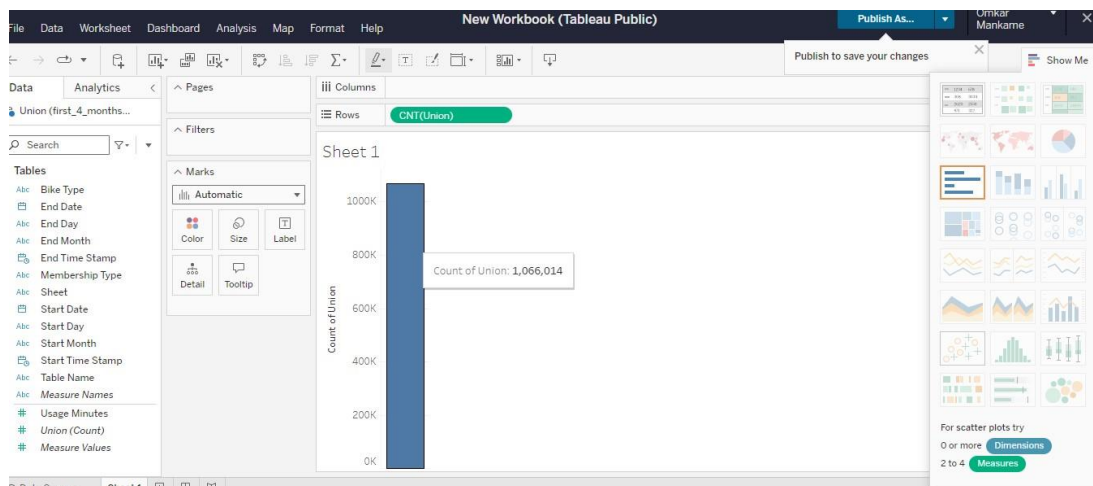 New Workbook (Tableau Public)
Publish As...
Omkar
Mankame
File Data Worksheet Dashboard Analysis Map Format Help
Publish to save your changes
Show Me
Data Analytics
Pages
Columns
Union (first_4_months...
Rows CNT(Union)
Filters
Search
Sheet 1
Tables
Marks
Abc Bike Type
Automatic
End Date
Abc End Day
Abc End Month
Color Size Label
End Time Stamp
Abc Membership Type
Detail Tooltip
Abc Sheet
Start Date
Abc Start Day
Abc Start Month
Start Time Stamp
Abc Table Name
Abc Measure Names
# Usage Minutes
# Union (Count)
# Measure Values
Count of Union
1000K
800K
600K
400K
200K
0K
Count of Union: 1,066,014
For scatter plots try
0 or more Dimensions
2 to 4 Measures